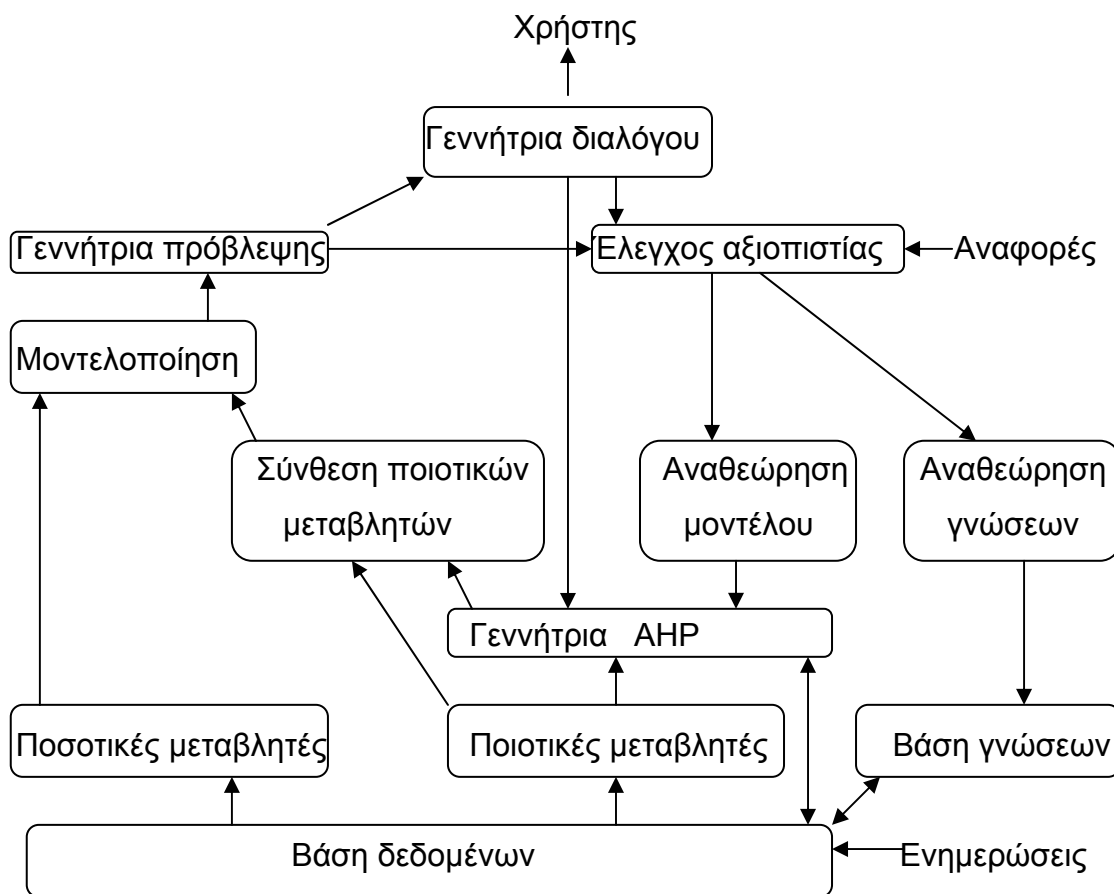 Χρήστης
Γεννήτρια διαλόγου
Γεννήτρια πρόβλεψης
Έλεγχος αξιοπιστίας
Αναφορές
Μοντελοποίηση
Σύνθεση ποιοτικών
μεταβλητών
Αναθεώρηση
μοντέλου
Αναθεώρηση
γνώσεων
Γεννήτρια AHP
Ποσοτικές μεταβλητές
Ποιοτικές μεταβλητές
Βάση γνώσεων
Βάση δεδομένων
Ενημερώσεις